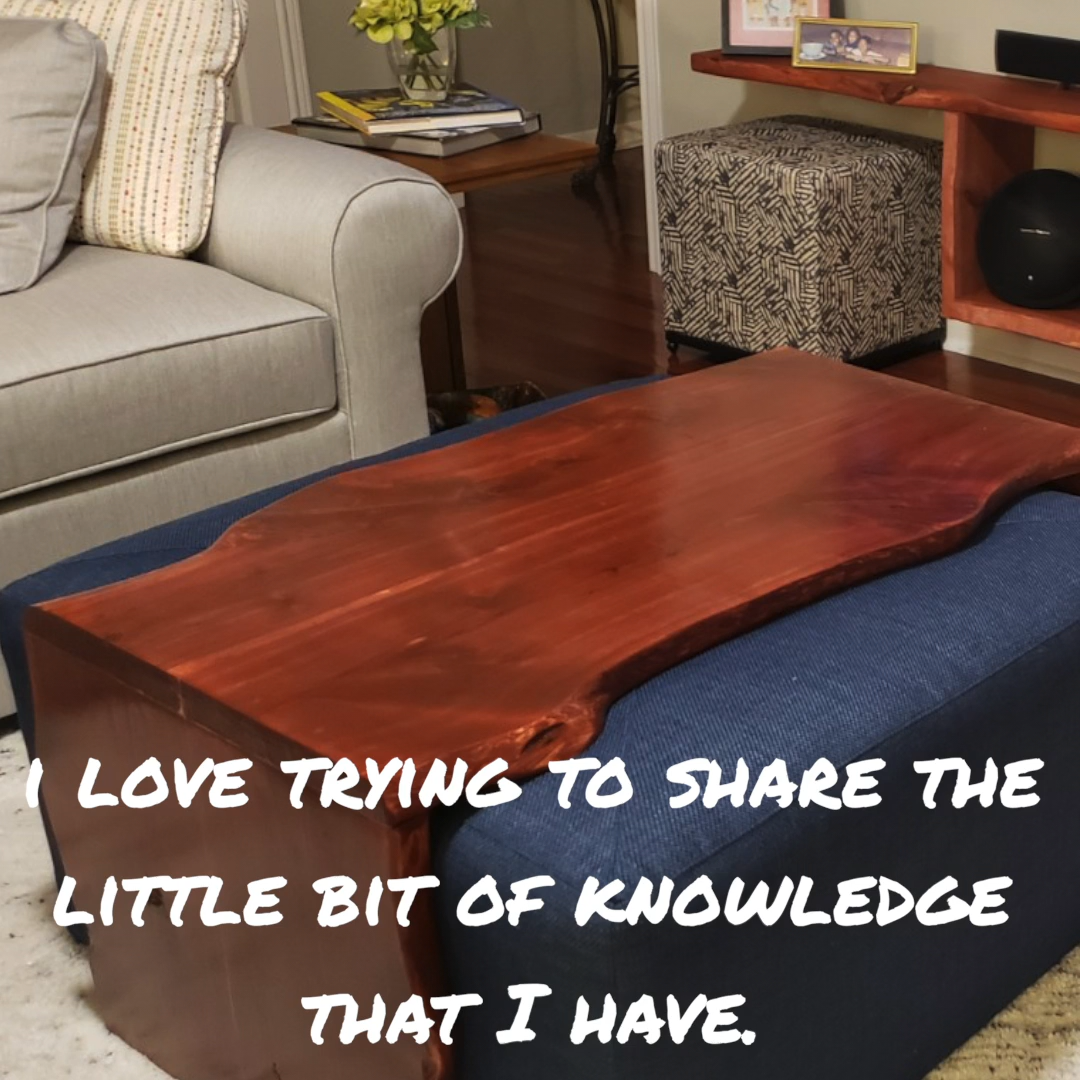 i love trying to share the
little bit of knowledge
that I have.